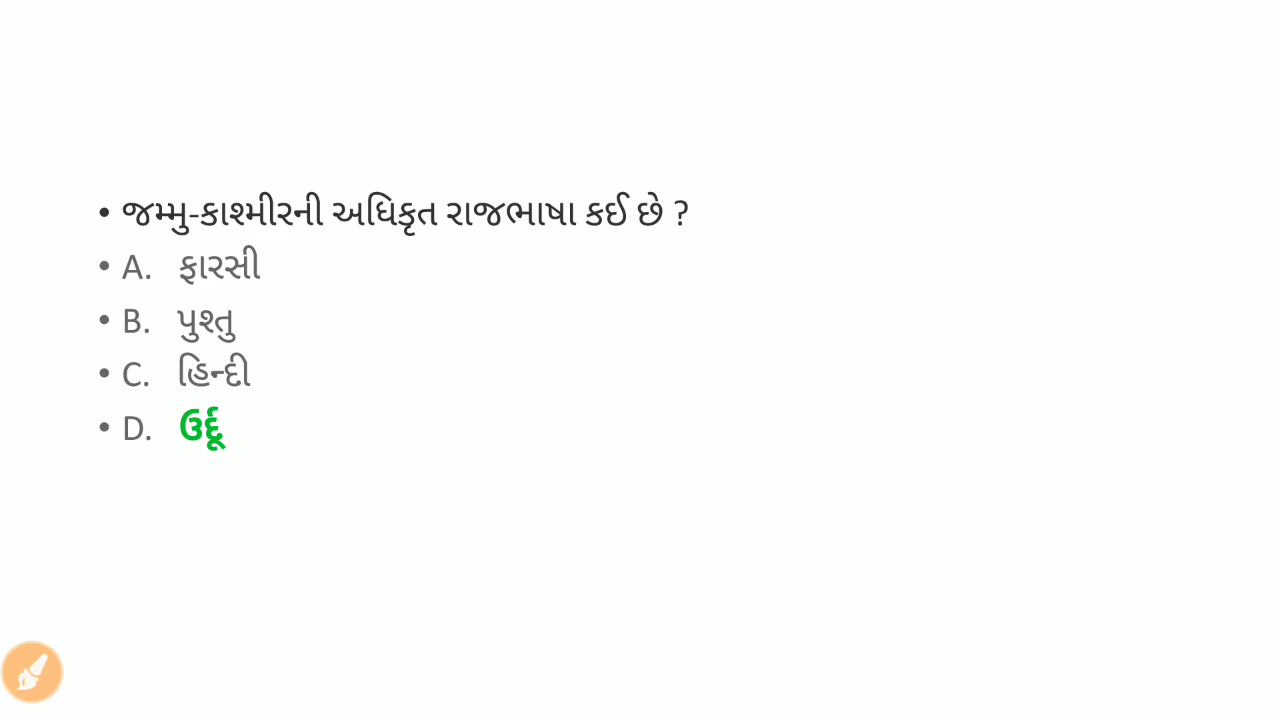 • જમ્મુ-કાશ્મીરની અધિકૃત રાજભાષા કઈ છે ?
• A. ફારસી
• B. પુશ્તુ
• C. હિન્દી
• D. ઉર્દૂ